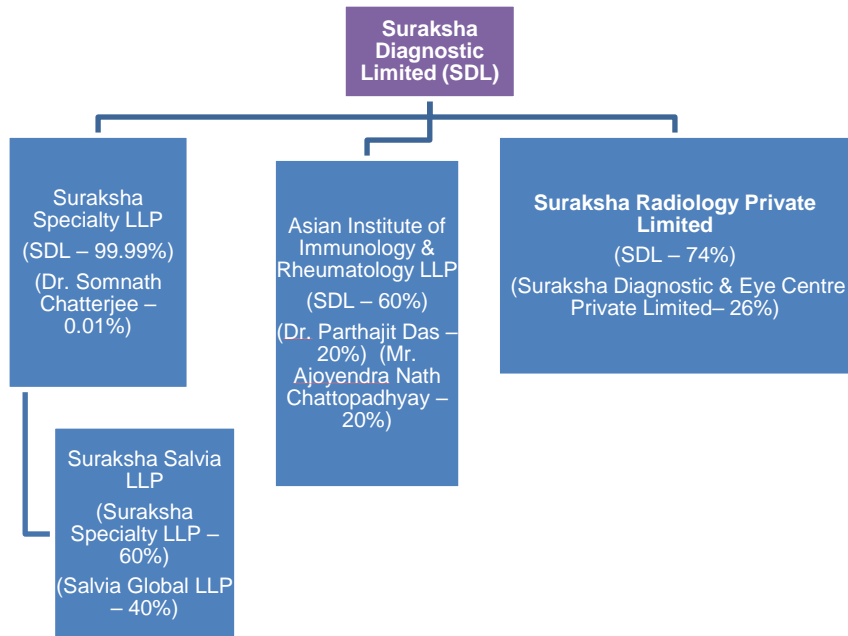 Suraksha
Diagnostic
Limited (SDL)
Suraksha
Specialty LLP
(SDL – 99.99%)
(Dr. Somnath
Chatterjee –
0.01%)
Asian Institute of
Immunology &
Rheumatology LLP
(SDL – 60%)
(Dr. Parthajit Das –
20%) (Mr.
Ajoyendra Nath
Chattopadhyay –
20%)
Suraksha Radiology Private
Limited
(SDL – 74%)
(Suraksha Diagnostic & Eye Centre
Private Limited– 26%)
Suraksha Salvia
LLP
(Suraksha
Specialty LLP –
60%)
(Salvia Global LLP
– 40%)